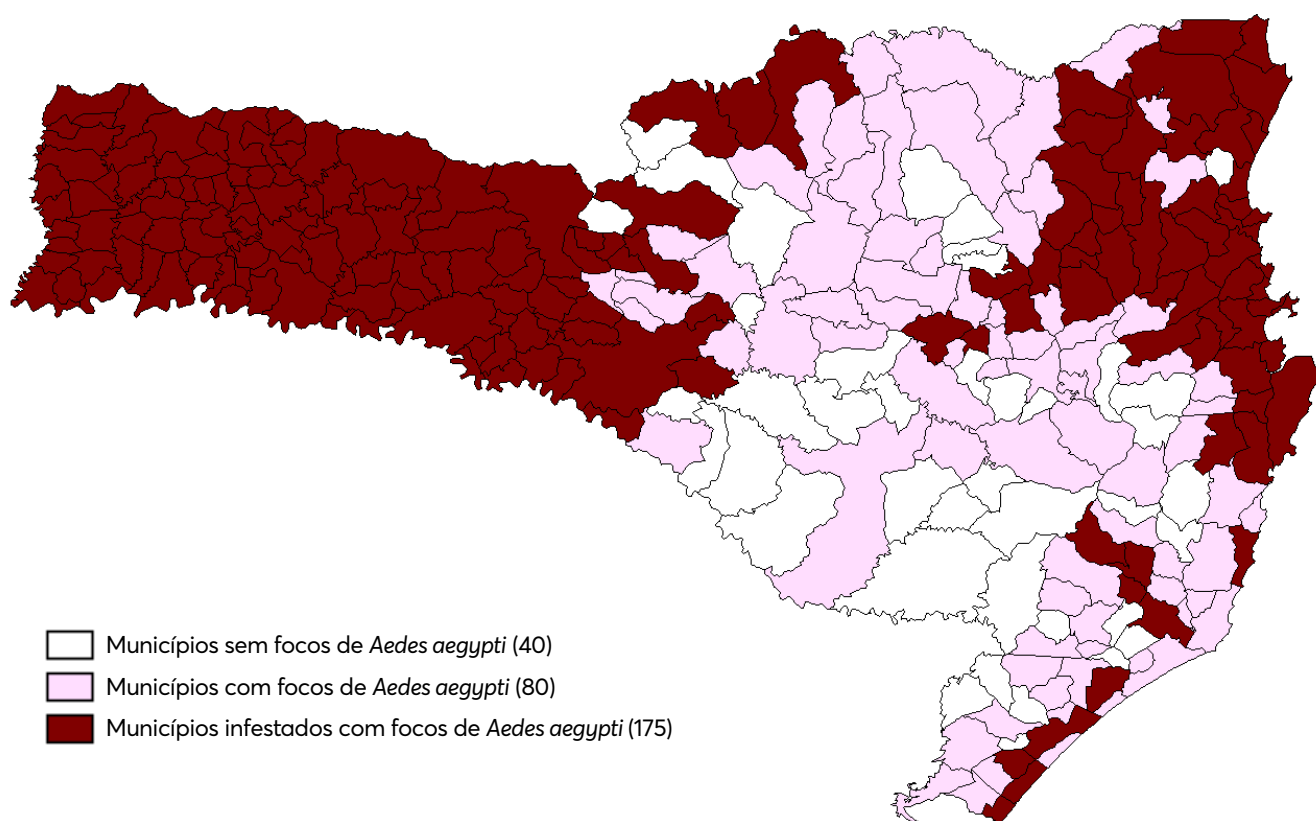 Municípios sem focos de Aedes aegypti (40)
Municípios com focos de Aedes aegypti (80)
Municípios infestados com focos de Aedes aegypti (175)